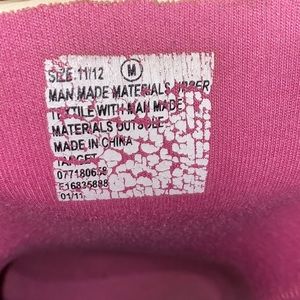 SIZE:11/12 M
MAN MADE MATERIALS UPPER
TEXTILE WITH MAN MADE
MATERIALS OUTSOLE
MADE IN CHINA
TARGET
077180658
E16835888
01/11